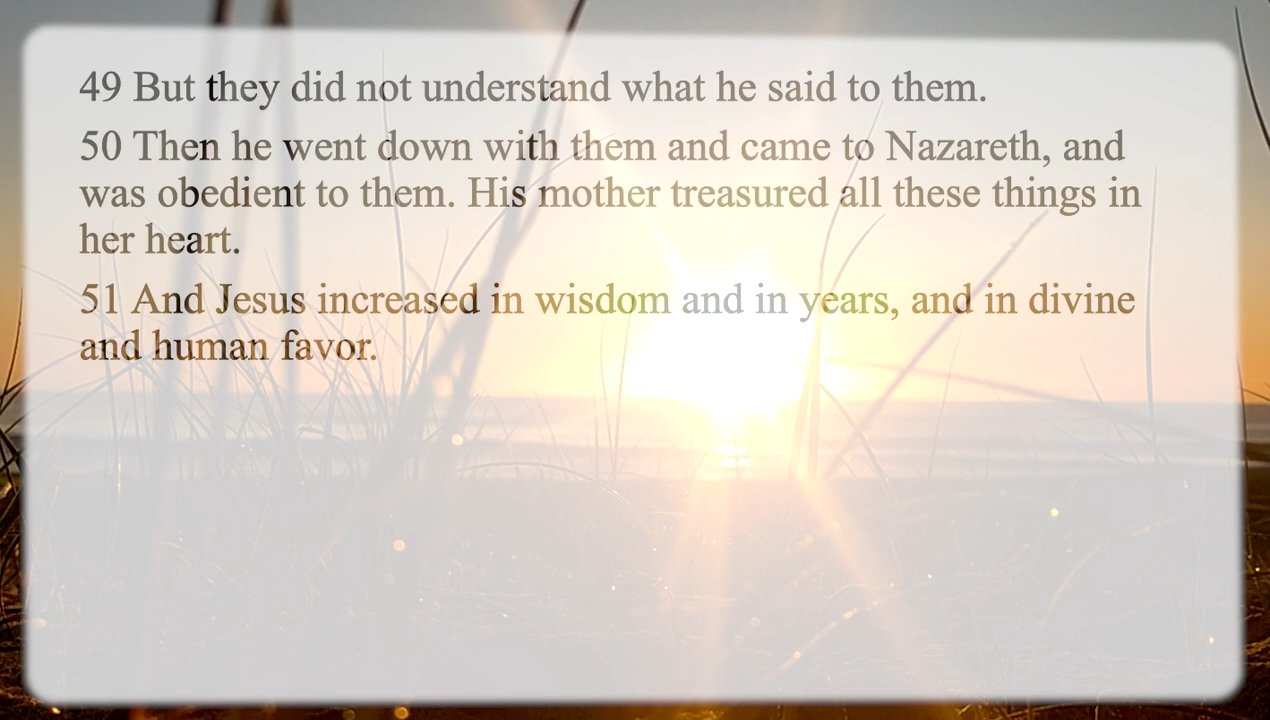 49 But they did not understand what he said to them.
50 Then he went down with them and came to Nazareth, and
was obedient to them. His mother treasured all these things in
her heart.
51 And Jesus increased in wisdom and in years, and in divine
and human favor.